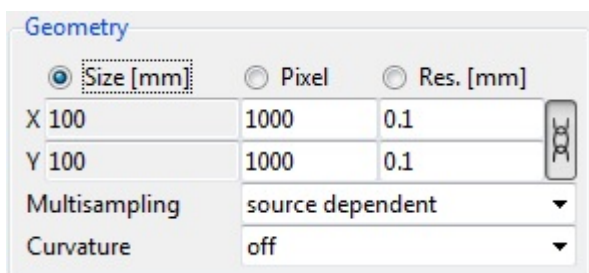 Geometry
Size [mm] Pixel Res. [mm]
X 100 1000 0.1
Y 100 1000 0.1
Multisampling source dependent
Curvature off